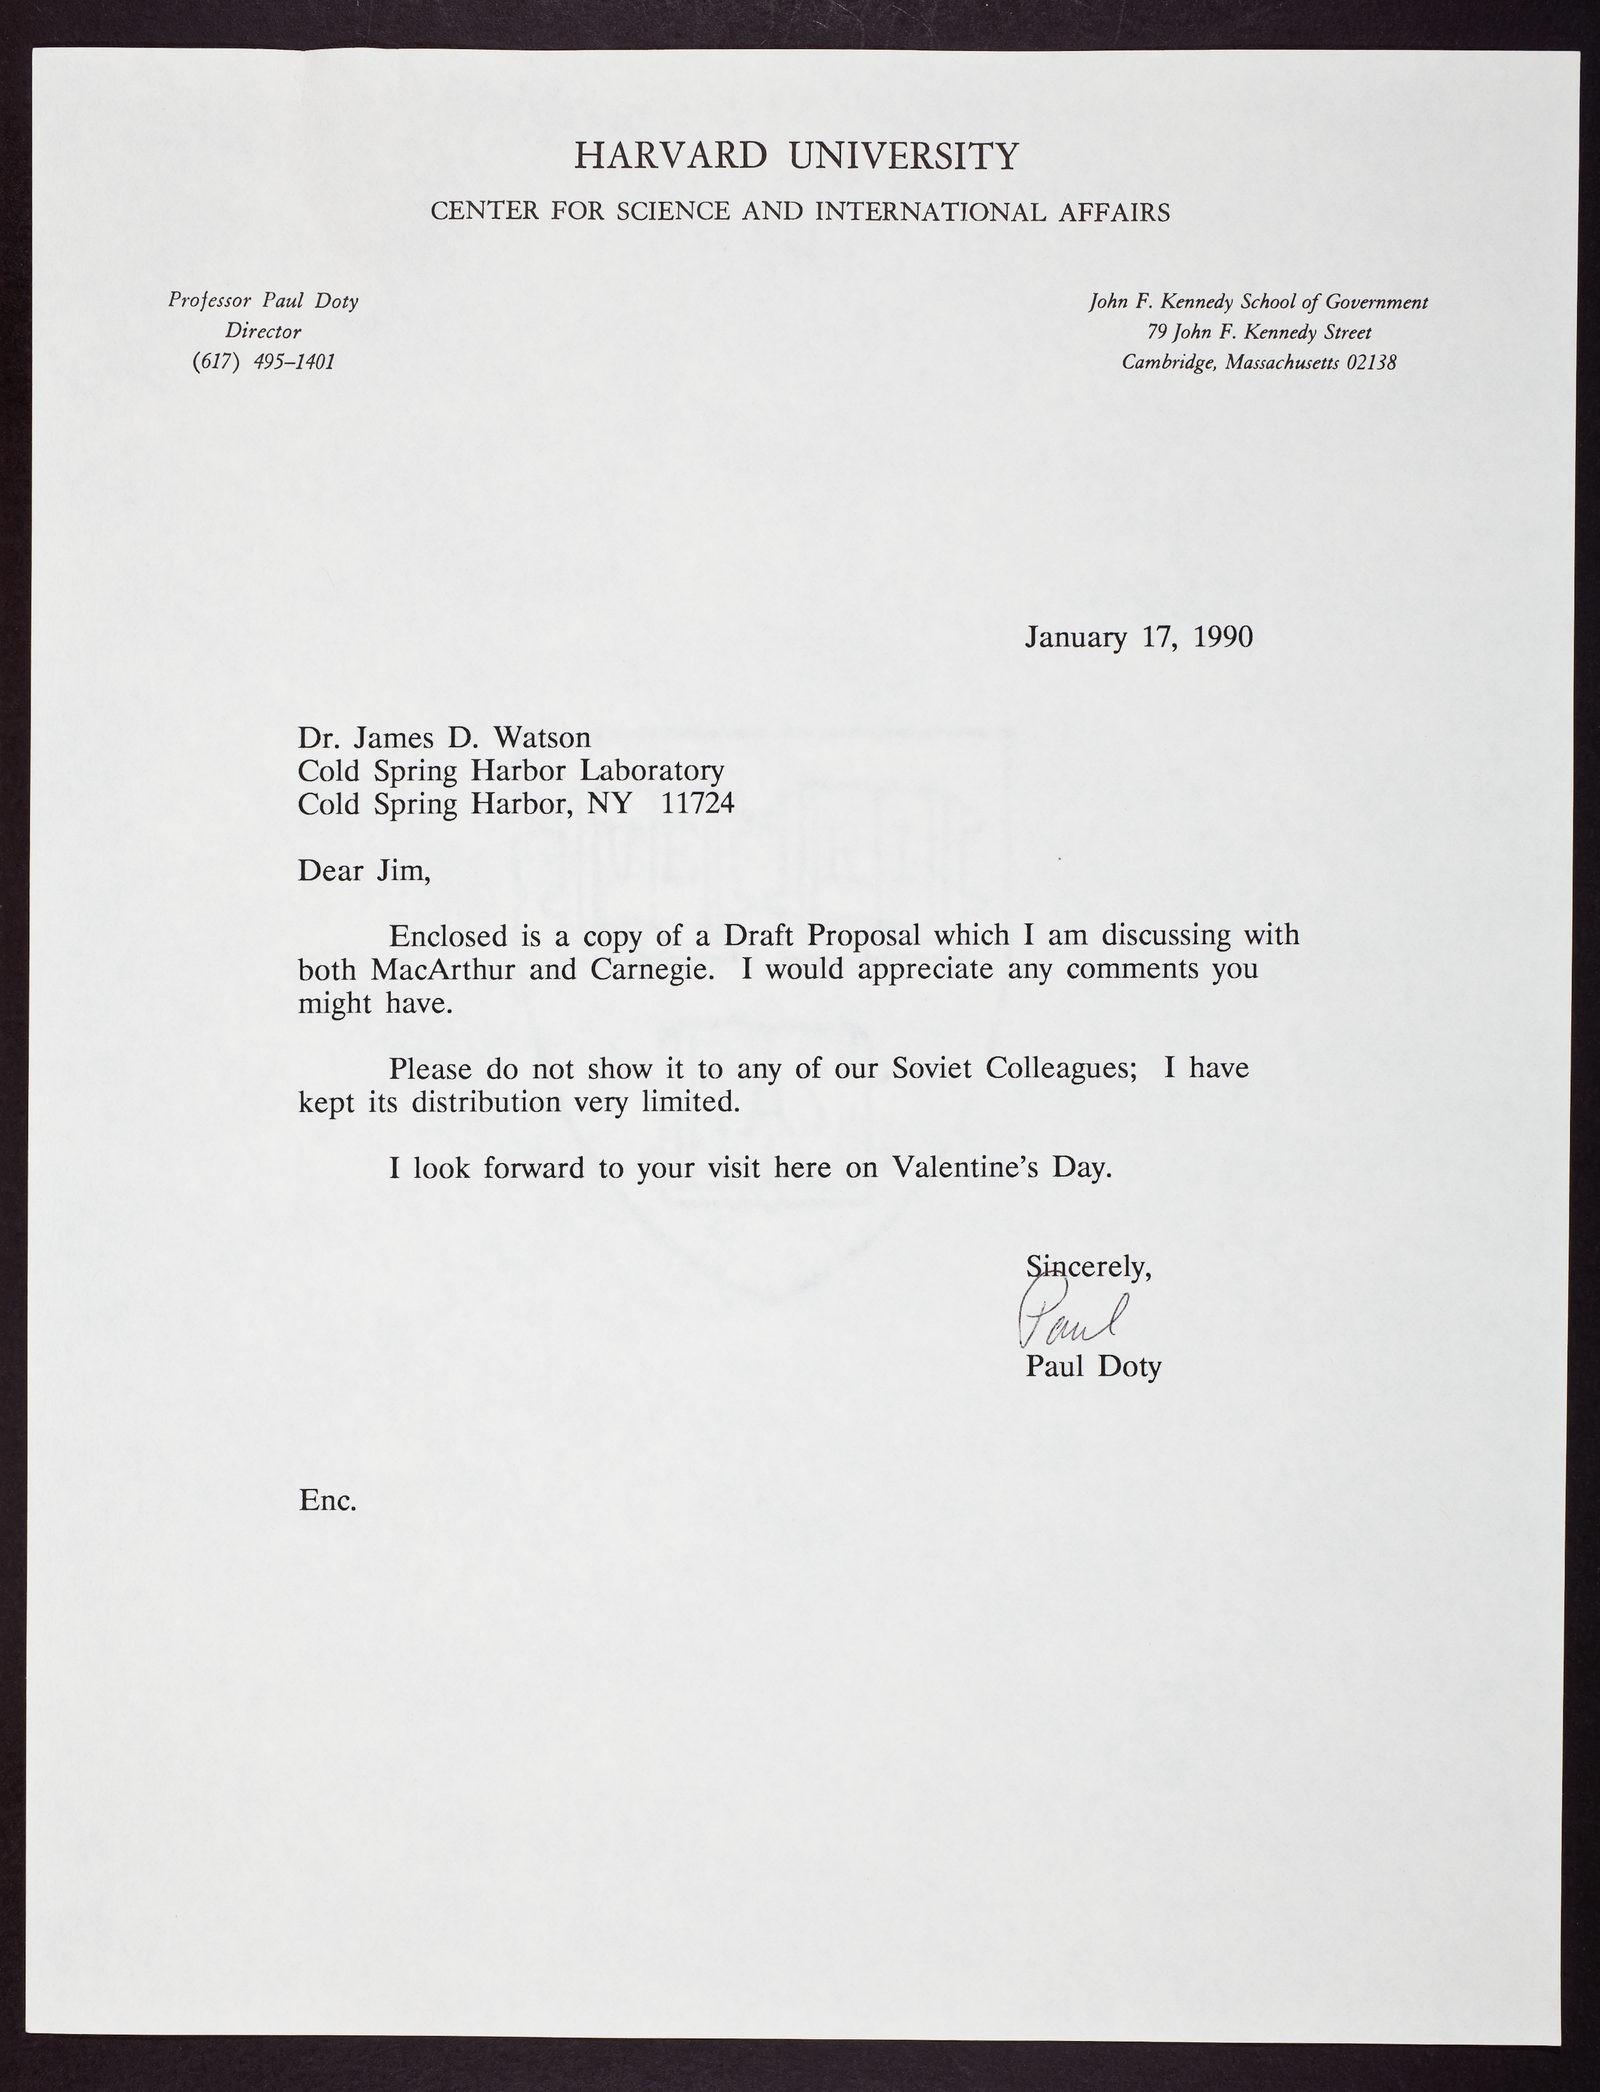 HARVARD UNIVERSITY
CENTER FOR SCIENCE AND INTERNATIONAL AFFAIRS
Professor Paul Doty
Director
(617) 495–1401
John F. Kennedy School of Government
79 John F. Kennedy Street
Cambridge, Massachusetts 02138
January 17, 1990
Dr. James D. Watson
Cold Spring Harbor Laboratory
Cold Spring Harbor, NY 11724
Dear Jim,
Enclosed is a copy of a Draft Proposal which I am discussing with
both MacArthur and Carnegie. I would appreciate any comments you
might have.
Please do not show it to any of our Soviet Colleagues; I have
kept its distribution very limited.
I look forward to your visit here on Valentine's Day.
Sincerely,
Paul
Paul Doty
Enc.